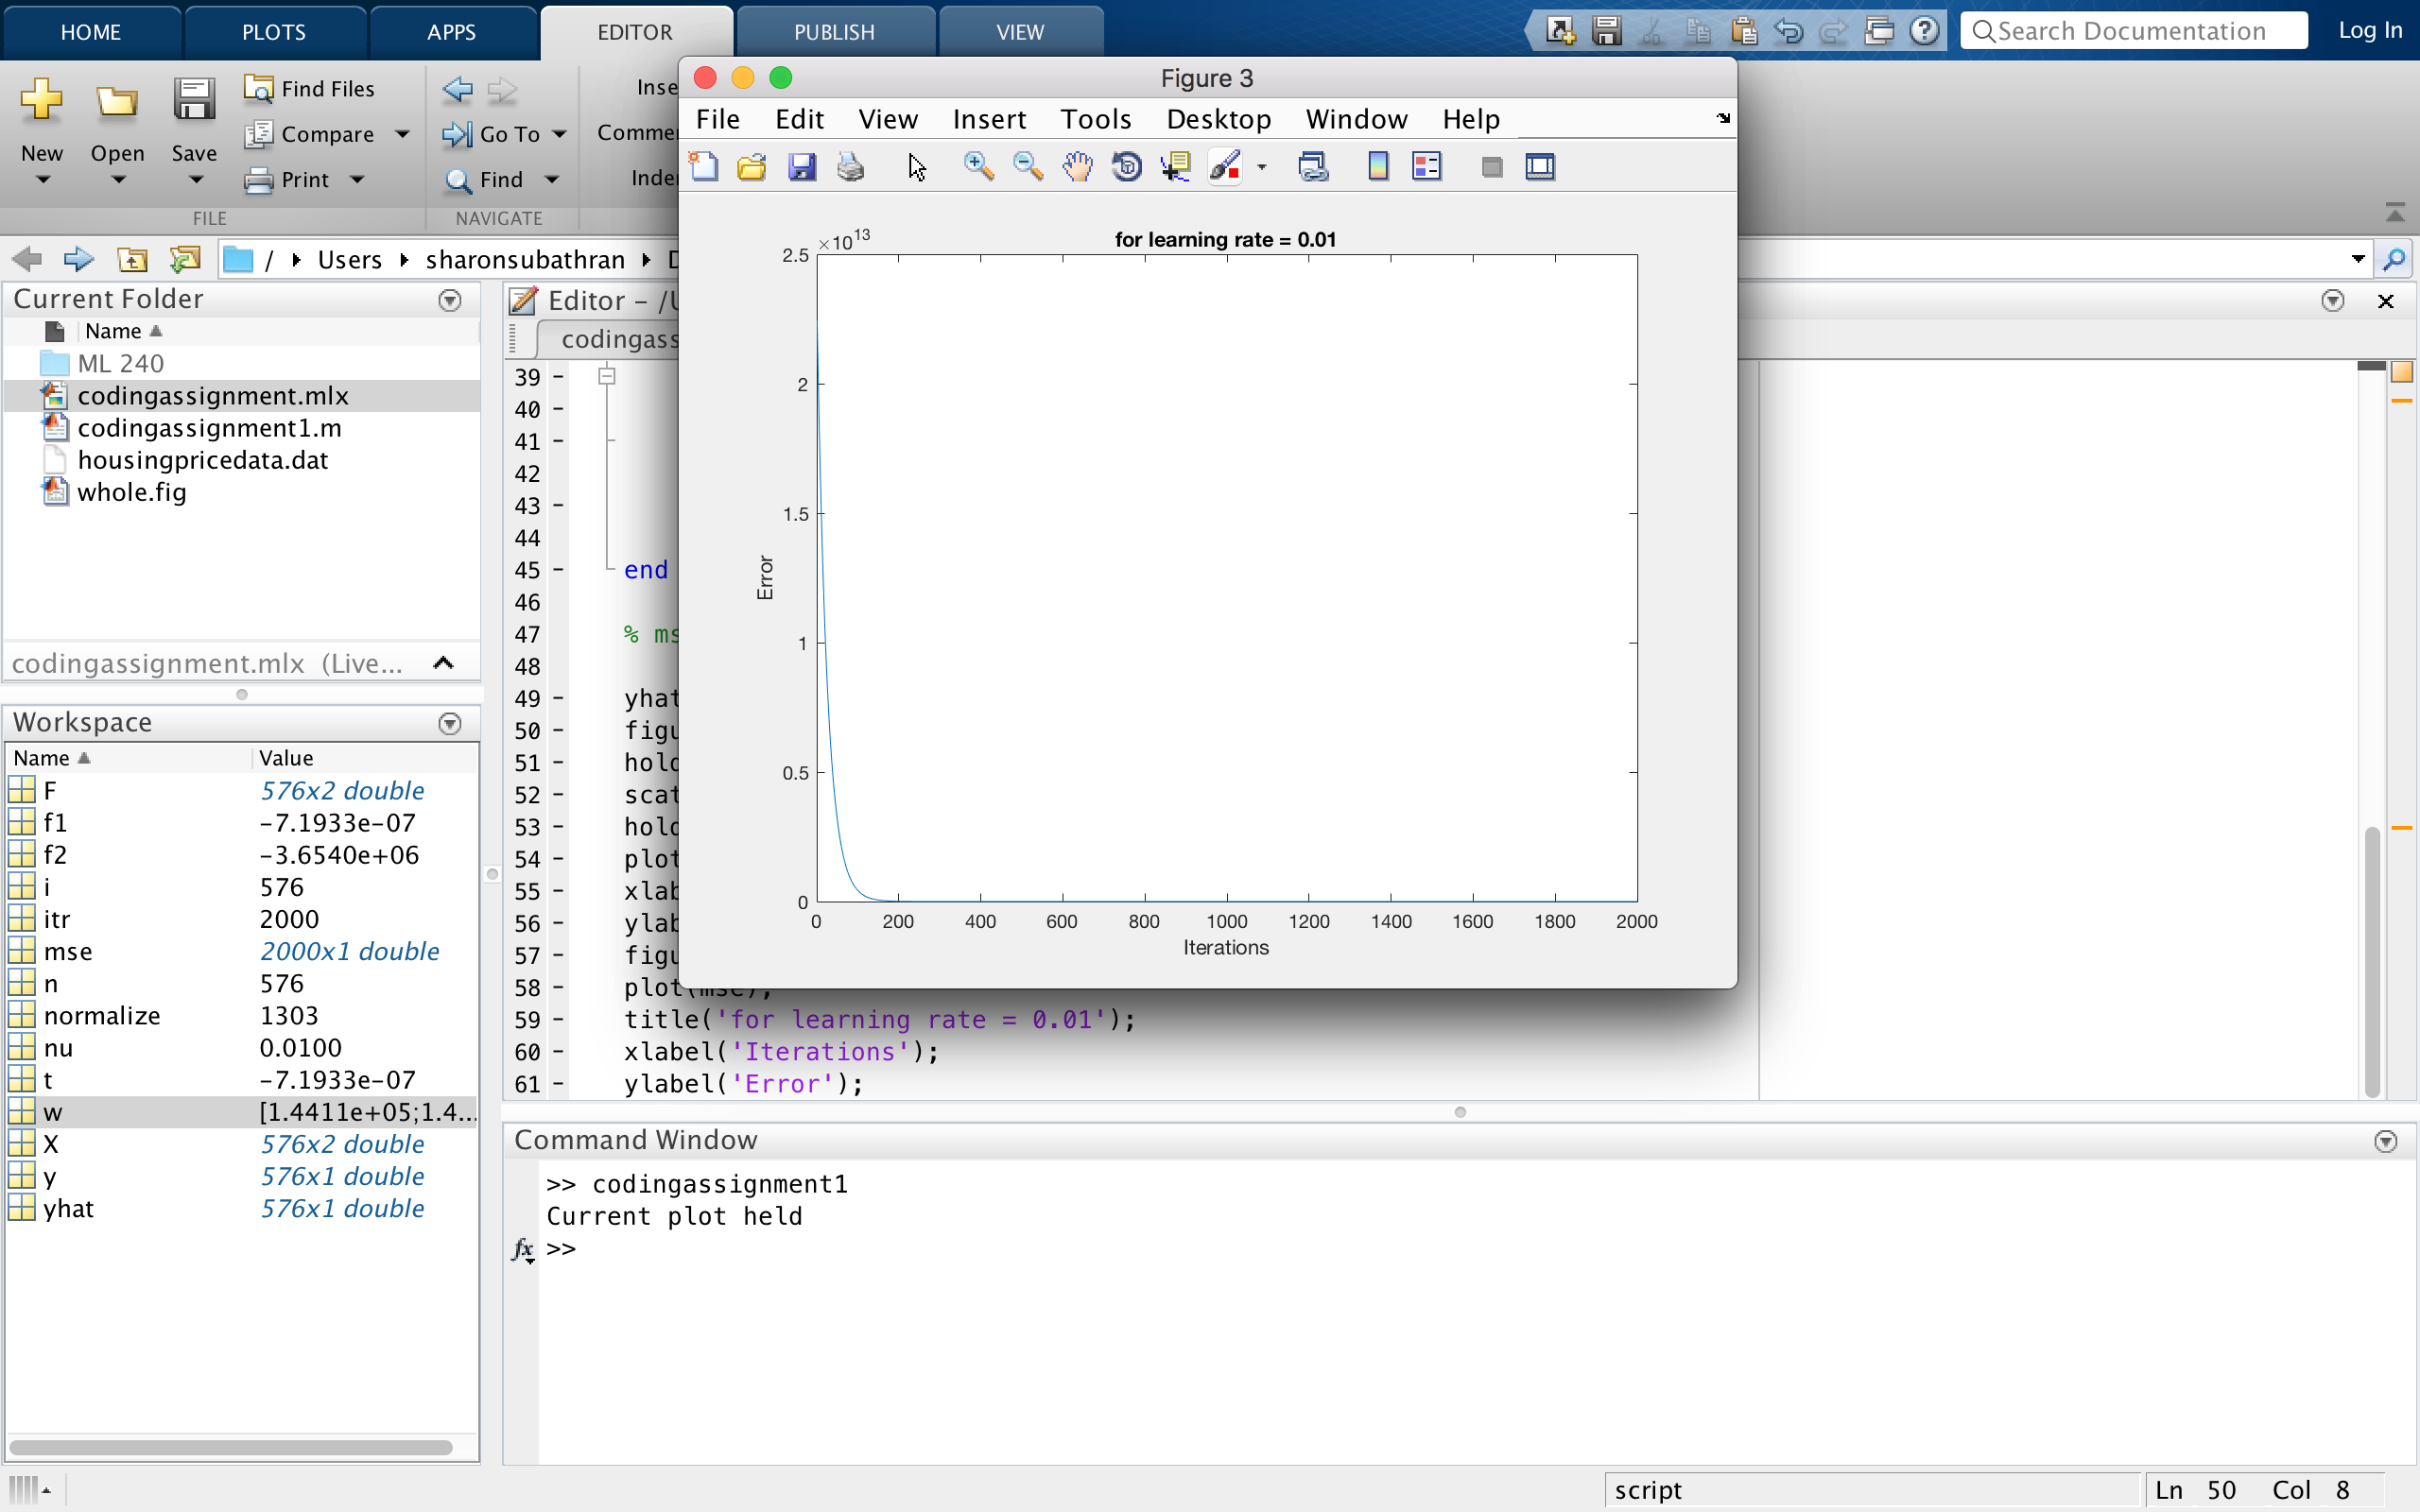 HOME PLOTS APPS EDITOR PUBLISH VIEW Search Documentation Log In
New Open Save Find Files Compare Print Go To Find
FILE NAVIGATE
/ Users sharonsubathran
Current Folder
Name
ML 240
codingassignment.mlx
codingassignment1.m
housingpricedata.dat
whole.fig
codingassignment.mlx (Live...
Workspace
Name Value
F 576x2 double
f1 -7.1933e-07
f2 -3.6540e+06
i 576
itr 2000
mse 2000x1 double
n 576
normalize 1303
nu 0.0100
t -7.1933e-07
w [1.4411e+05;1.4...
X 576x2 double
y 576x1 double
yhat 576x1 double
Editor - /U
codingass
39 -
40 -
41 -
42
43 -
44
45 - end
46
47 % ms
48
49 - yhat
50 - figu
51 - hold
52 - scat
53 - hold
54 - plot
55 - xlab
56 - ylab
57 - figu
58 - plot(mse);
59 - title('for learning rate = 0.01');
60 - xlabel('Iterations');
61 - ylabel('Error');
Figure 3
File Edit View Insert Tools Desktop Window Help
for learning rate = 0.01
×10^13
2.5
2
1.5
1
0.5
0
Error
0 200 400 600 800 1000 1200 1400 1600 1800 2000
Iterations
Command Window
>> codingassignment1
Current plot held
fx >>
script Ln 50 Col 8